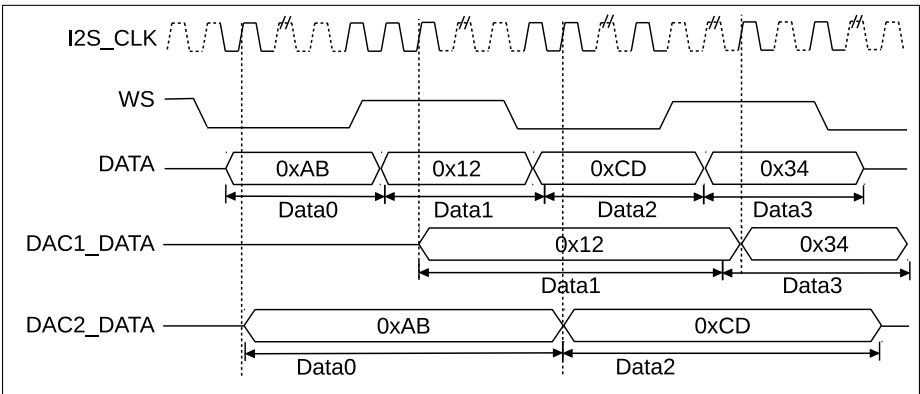 I2S_CLK
WS
DATA 0xAB 0x12 0xCD 0x34
Data0 Data1 Data2 Data3
DAC1_DATA 0x12 0x34
Data1 Data3
DAC2_DATA 0xAB 0xCD
Data0 Data2